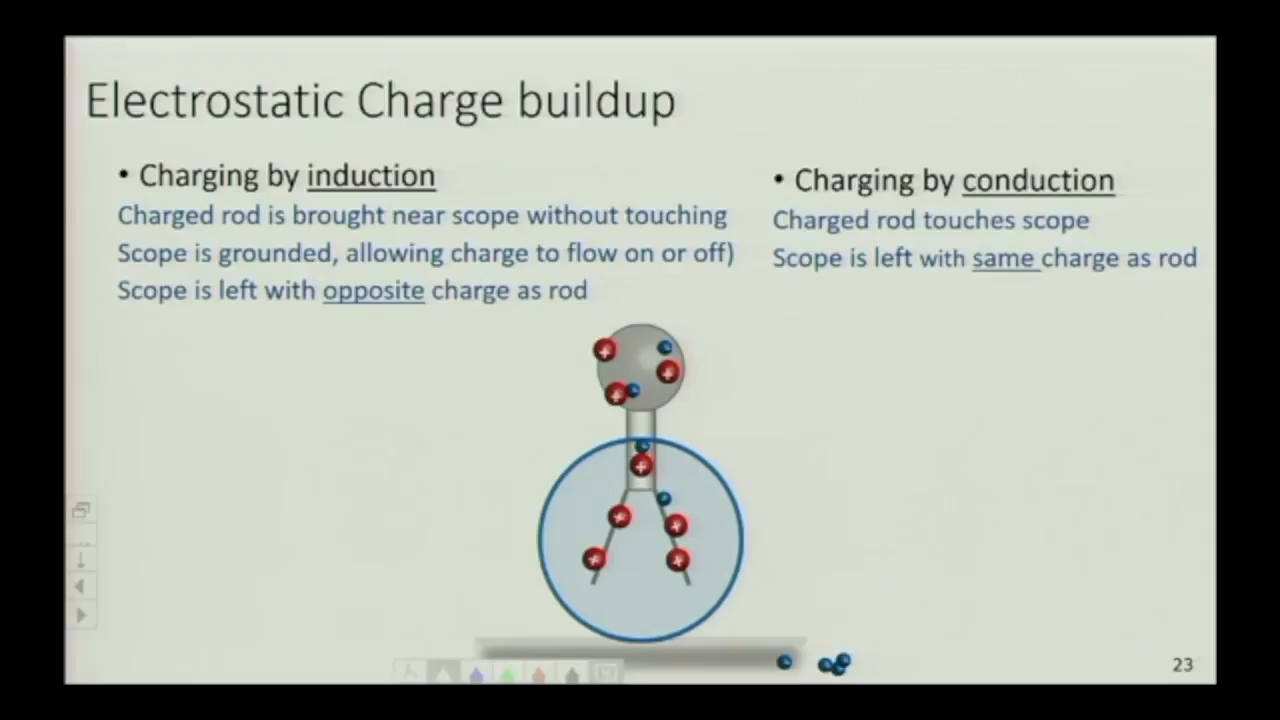 Electrostatic Charge buildup
• Charging by induction
Charged rod is brought near scope without touching
Scope is grounded, allowing charge to flow on or off)
Scope is left with opposite charge as rod
• Charging by conduction
Charged rod touches scope
Scope is left with same charge as rod
+
+
+
+
+
+
+
+
23